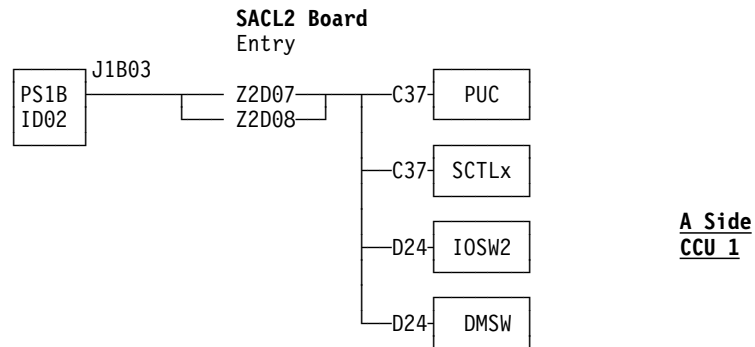 SACL2 Board
Entry
J1B03
PS1B
ID02
Z2D07
Z2D08
C37 PUC
C37 SCTLx
D24 IOSW2
D24 DMSW
A Side
CCU 1